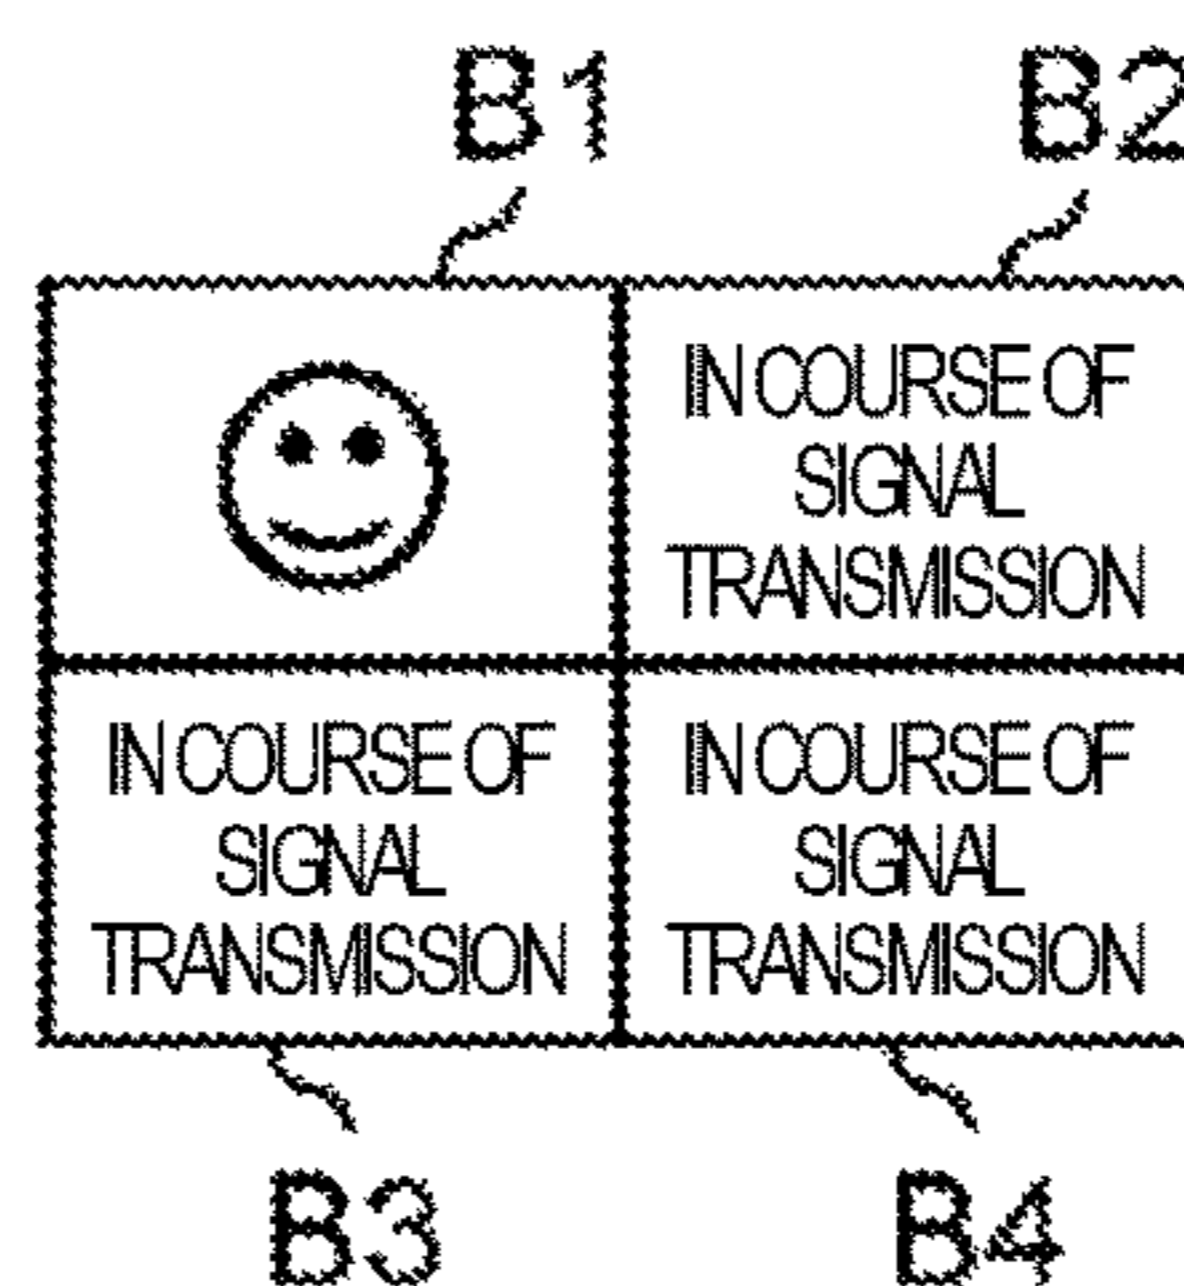 B1
B2
IN COURSE OF
SIGNAL
TRANSMISSION
IN COURSE OF
SIGNAL
TRANSMISSION
IN COURSE OF
SIGNAL
TRANSMISSION
B3
B4